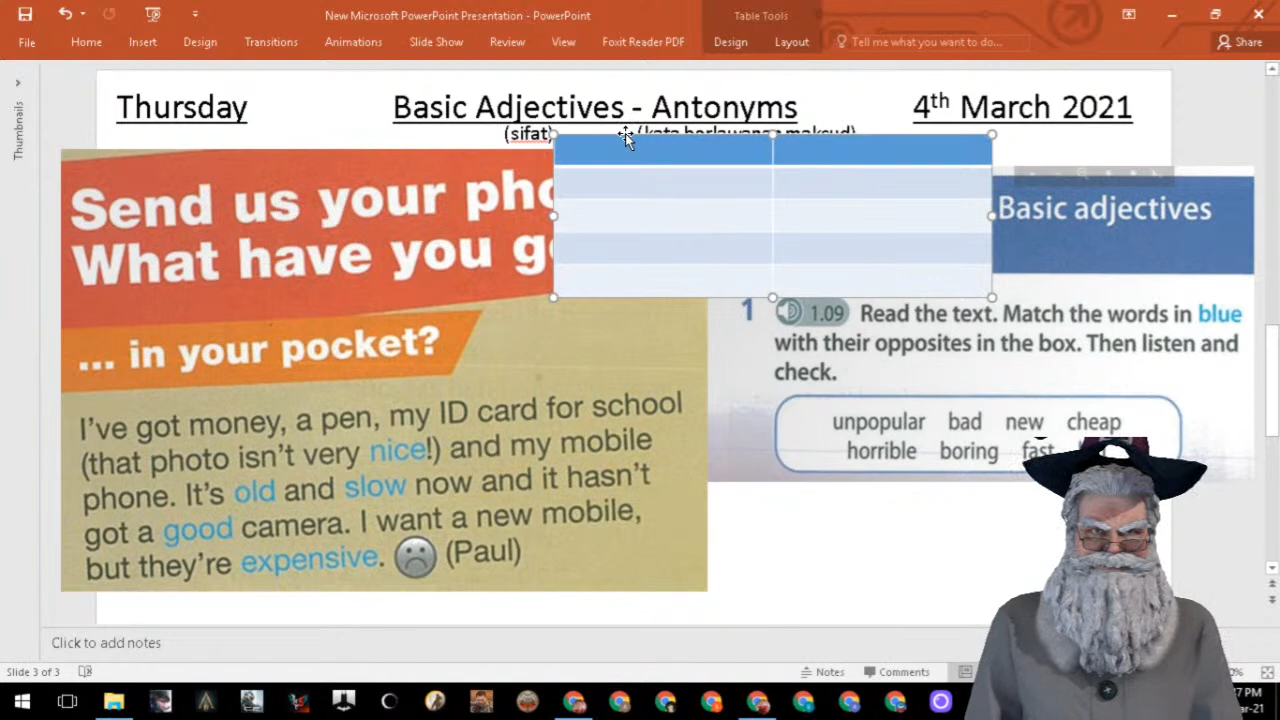 New Microsoft PowerPoint Presentation - PowerPoint
Table Tools
File Home Insert Design Transitions Animations Slide Show Review View Foxit Reader PDF Design Layout Tell me what you want to do... Share
Thumbnails
Thursday Basic Adjectives - Antonyms 4th March 2021
(sifat) (kata berlawanan maksud)
Send us your
What have you
... in your pocket?
I've got money, a pen, my ID card for school
(that photo isn't very nice!) and my mobile
phone. It's old and slow now and it hasn't
got a good camera. I want a new mobile,
but they're expensive. (Paul)
Basic adjectives
1 1.09 Read the text. Match the words in blue
with their opposites in the box. Then listen and
check.
unpopular bad new cheap
horrible boring fast
Click to add notes
Slide 3 of 3 Notes Comments